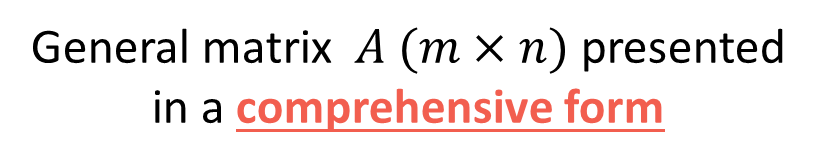 General matrix A (m × n) presented
in a comprehensive form